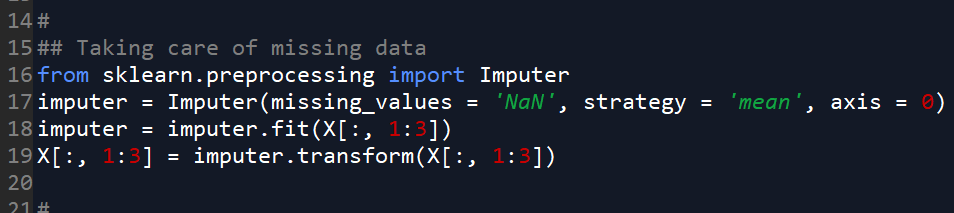 14 #
15 ## Taking care of missing data
16 from sklearn.preprocessing import Imputer
17 imputer = Imputer(missing_values = 'NaN', strategy = 'mean', axis = 0)
18 imputer = imputer.fit(X[:, 1:3])
19 X[:, 1:3] = imputer.transform(X[:, 1:3])
20
21 #